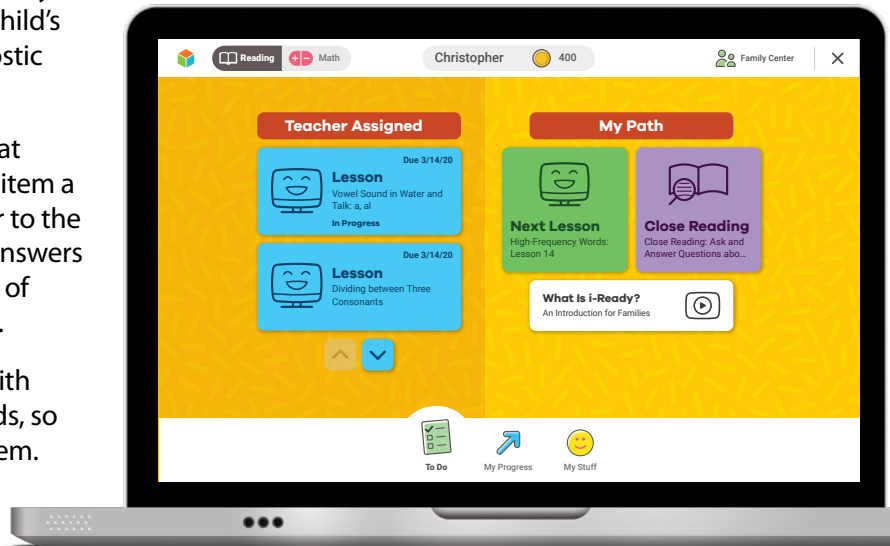 hild's
stic
at
item a
r to the
nswers
of
.
ith
ds, so
em.
Reading
Math
Christopher
400
Family Center
Teacher Assigned
Due 3/14/20
Lesson
Vowel Sound in Water and
Talk: a, al
In Progress
Due 3/14/20
Lesson
Dividing between Three
Consonants
My Path
Next Lesson
High-Frequency Words:
Lesson 14
Close Reading
Close Reading: Ask and
Answer Questions abo...
What Is i-Ready?
An Introduction for Families
To Do
My Progress
My Stuff